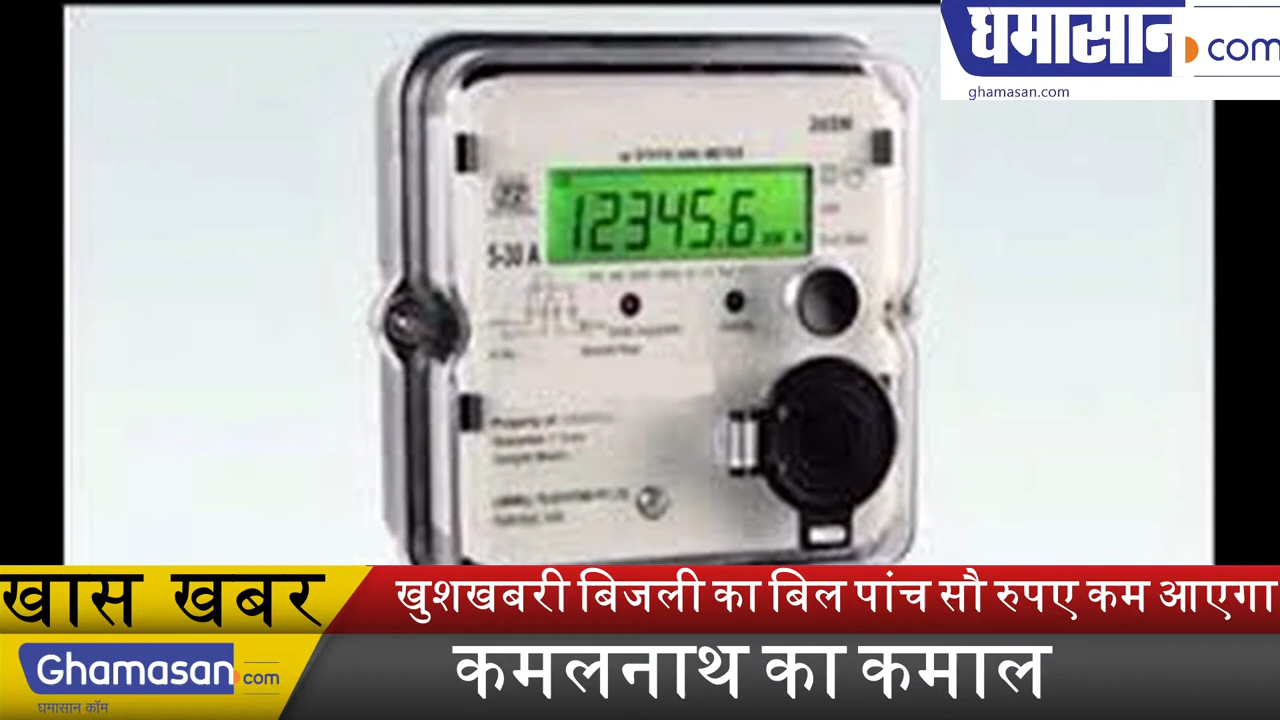 घमासान.com
ghamasan.com
12345.6
5-30 A
खास खबर
खुशखबरी बिजली का बिल पांच सौ रुपए कम आएगा
Ghamasan.com
घमासान कॉम
कमलनाथ का कमाल